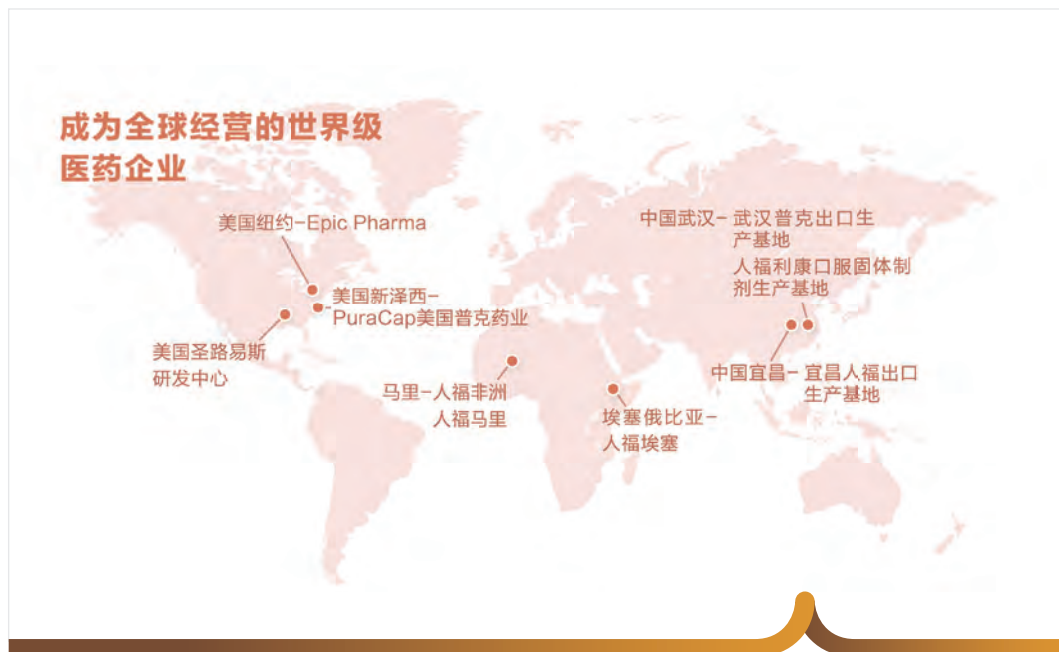 成为全球经营的世界级
医药企业
美国纽约-Epic Pharma
美国新泽西-
PuraCap美国普克药业
美国圣路易斯
研发中心
马里-人福非洲
人福马里
埃塞俄比亚-
人福埃塞
中国武汉- 武汉普克出口生
产基地
人福利康口服固体制
剂生产基地
中国宜昌- 宜昌人福出口
生产基地